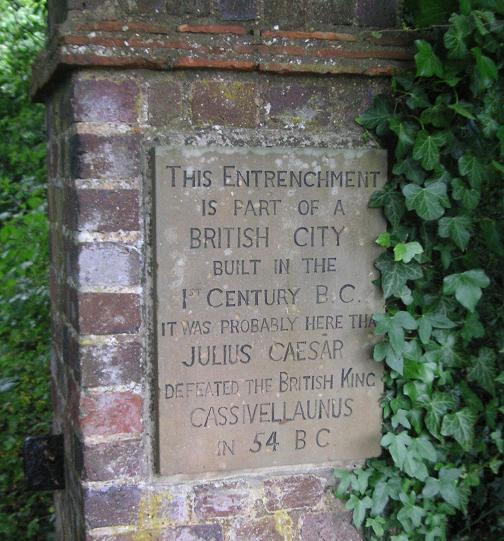 THIS ENTRENCHMENT
IS PART OF A
BRITISH CITY
BUILT IN THE
1ST CENTURY B.C.
IT WAS PROBABLY HERE THA
JULIUS CAESAR
DEFEATED THE BRITISH KING
CASSIVELLAUNUS
IN 54 B C